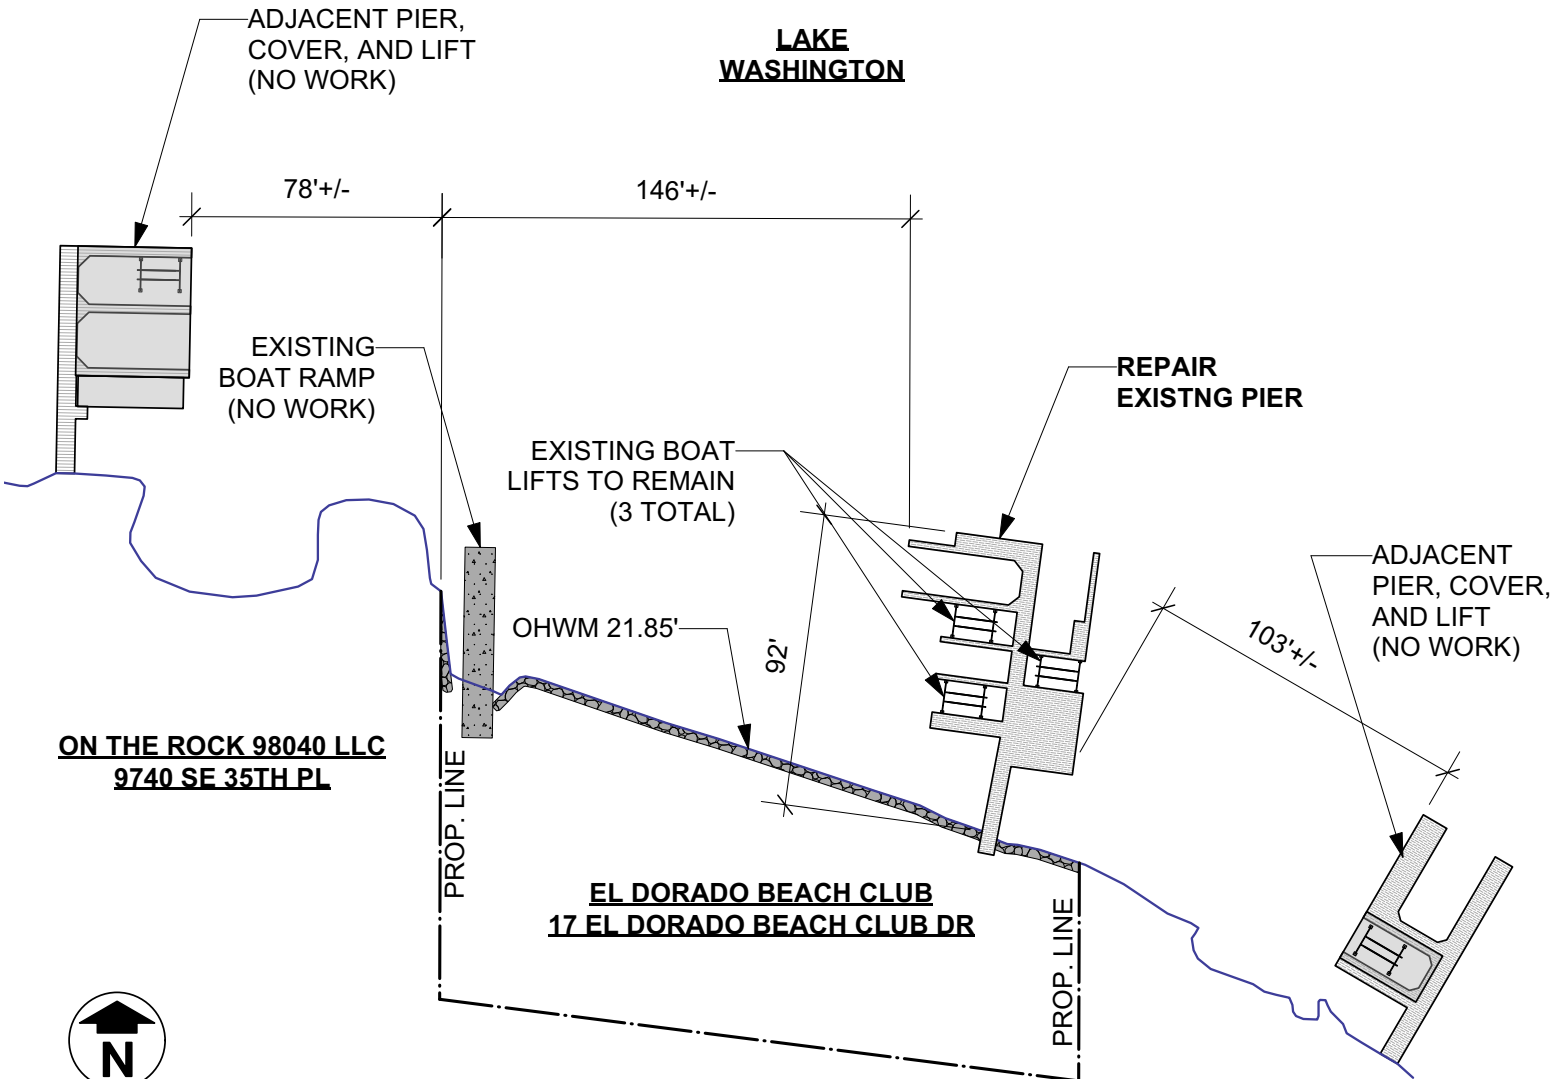 ADJACENT PIER,
COVER, AND LIFT
(NO WORK)
LAKE
WASHINGTON
78'+/-
146'+/-
EXISTING
BOAT RAMP
(NO WORK)
REPAIR
EXISTNG PIER
EXISTING BOAT
LIFTS TO REMAIN
(3 TOTAL)
ADJACENT
PIER, COVER,
AND LIFT
(NO WORK)
OHWM 21.85'
92'
103'+/-
ON THE ROCK 98040 LLC
9740 SE 35TH PL
PROP. LINE
EL DORADO BEACH CLUB
17 EL DORADO BEACH CLUB DR
PROP. LINE
N